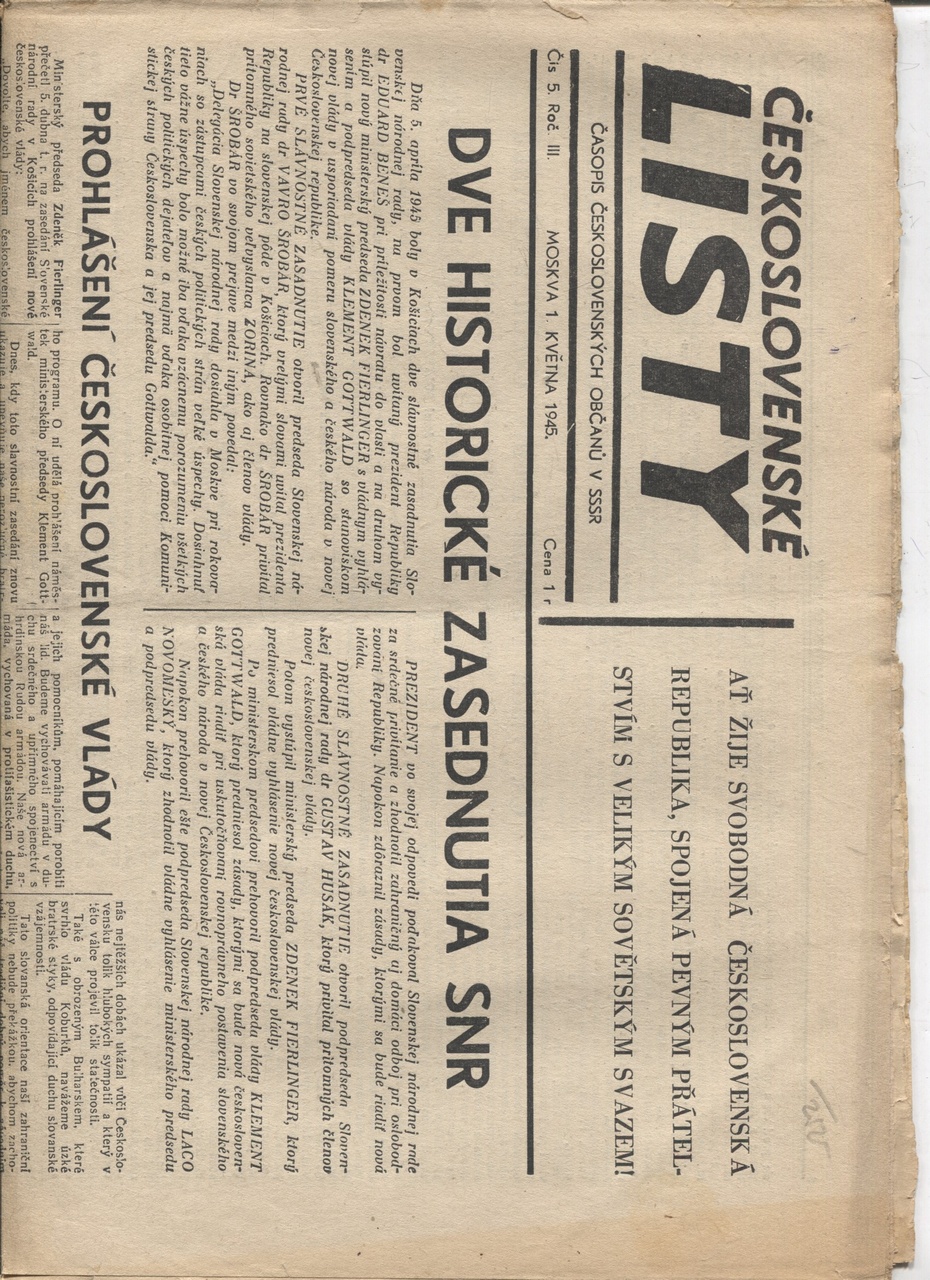 ČESKOSLOVENSKÉ
LISTY
ČASOPIS ČESKOSLOVENSKÝCH OBČANŮ V SSSR
Čís 5. Roč. III. MOSKVA 1. KVĚTNA 1945. Cena 1 r
AŤ ŽIJE SVOBODNÁ ČESKOSLOVENSKÁ
REPUBLIKA, SPOJENÁ PEVNÝM PŘÁTEL-
STVÍM S VELIKÝM SOVĚTSKÝM SVAZEM!
DVE HISTORICKÉ ZASEDNUTIA SNR
Dňa 5. apríla 1945 boly v Košiciach dve slávnostné zasadnutia Slo-
venskej národnej rady, na prvom bol uvítaný prezident Republiky
dr EDUARD BENEŠ pri príležitosti návratu do vlasti a na druhom vy-
stúpil nový ministerský predseda ZDENEK FIERLINGER s vládnym vyhlá-
sením a podpredseda vlády KLEMENT GOTTWALD so stanoviskom
novej vlády v usporiadaní pomeru slovenského a českého národa v novej
Československej republike.
PRVÉ SLÁVNOSTNÉ ZASADNUTIE otvoril predseda Slovenskej ná-
rodnej rady dr VAVRO ŠROBÁR, ktorý vrelými slovami uvítal prezidenta
Republiky na slovenskej pôde v Košiciach. Rovnako dr. ŠROBÁR privítal
prítomného sovietského veľvyslanca ZORINA, ako aj členov vlády.
Dr ŠROBÁR vo svojom prejave medzi iným povedal:
„Delegácia Slovenskej národnej rady dosiahla v Moskve pri rokova-
niach so zástupcami českých politických strán veľké úspechy. Dosiahnuť
tieto vážne úspechy bolo možné iba vďaka vzácnemu porozumeniu všetkých
českých politických dejateľov a najmä vďaka osobitnej pomoci Komuni-
stickej strany Československa a jej predsedu Gottwalda.“
PREZIDENT vo svojej odpovedi poďakoval Slovenskej národnej rade
za srdečné privítanie a zhodnotil zahraničný aj domáci odboj pri oslobod-
zovaní Republiky. Napokon zdôraznil zásady, ktorými sa bude riadiť nová
vláda.
DRUHÉ SLÁVNOSTNÉ ZASADNUTIE otvoril podpredseda Sloven-
skej národnej rady dr GUSTAV HUSÁK, ktorý privítal prítomných členov
novej československej vlády.
Potom vystúpil ministerský predseda ZDENEK FIERLINGER, ktorý
predniesol vládne vyhlásenie novej československej vlády.
Po ministerskom predsedovi prehovoril podpredseda vlády KLEMENT
GOTTWALD, ktorý predniesol zásady, ktorými sa bude nová českosloven-
ská vláda riadiť pri uskutočňovaní rovnoprávneho postavenia slovenského
a českého národa v novej Československej republike.
Napokon prehovoril ešte podpredseda Slovenskej národnej rady LACO
NOVOMESKÝ, ktorý zhodnotil vládne vyhlásenie ministerského predsedu
a podpredsedu vlády.
PROHLÁŠENÍ ČESKOSLOVENSKÉ VLÁDY
Ministerský předseda Zdeněk Fierlinger
přečetl 5. dubna t. r. na zasedání Slovenské
národní rady v Košicích prohlášení nové
československé vlády:
„Dovolte, abych jménem československé
ho programu. O ní udělá prohlášení náměs-
tek ministerského předsedy Klement Gott-
wald.
Dnes, kdy toto slavnostní zasedání znovu
a jejich pomocníkům, pomáhajícím porobiti
náš lid. Budeme vychovávati armádu v du-
chu srdečného a upřímného spojenectví s
hrdinskou Rudou armádou. Naše nová ar-
máda, vychovaná v protifašistickém duchu,
nás nejtěžších dobách ukázal vůči Českoslo-
vensku tolik hlubokých sympatií a který v
této válce projevil tolik statečnosti.
Také s obrozeným Bulharskem, které
svrhlo vládu Koburků, navážeme úzké
bratrské styky, odpovídající duchu slovanské
vzájemnosti.
Tato slovanská orientace naší zahraniční
politiky nebude překážkou, abychom zacho-